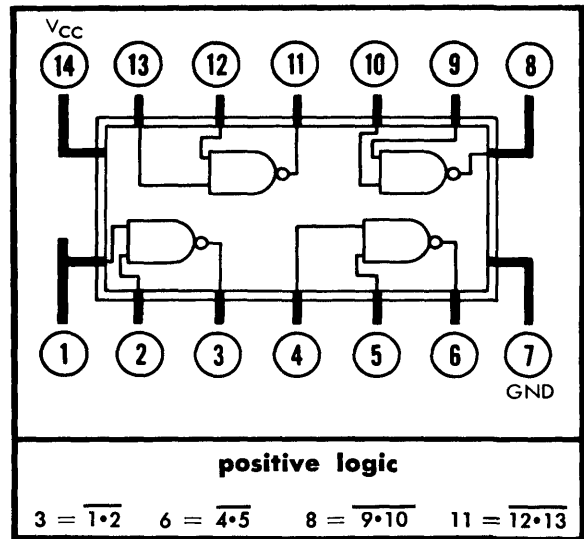 VCC
14 13 12 11 10 9 8
1 2 3 4 5 6 7
GND
positive logic
3 = 1•2 6 = 4•5 8 = 9•10 11 = 12•13